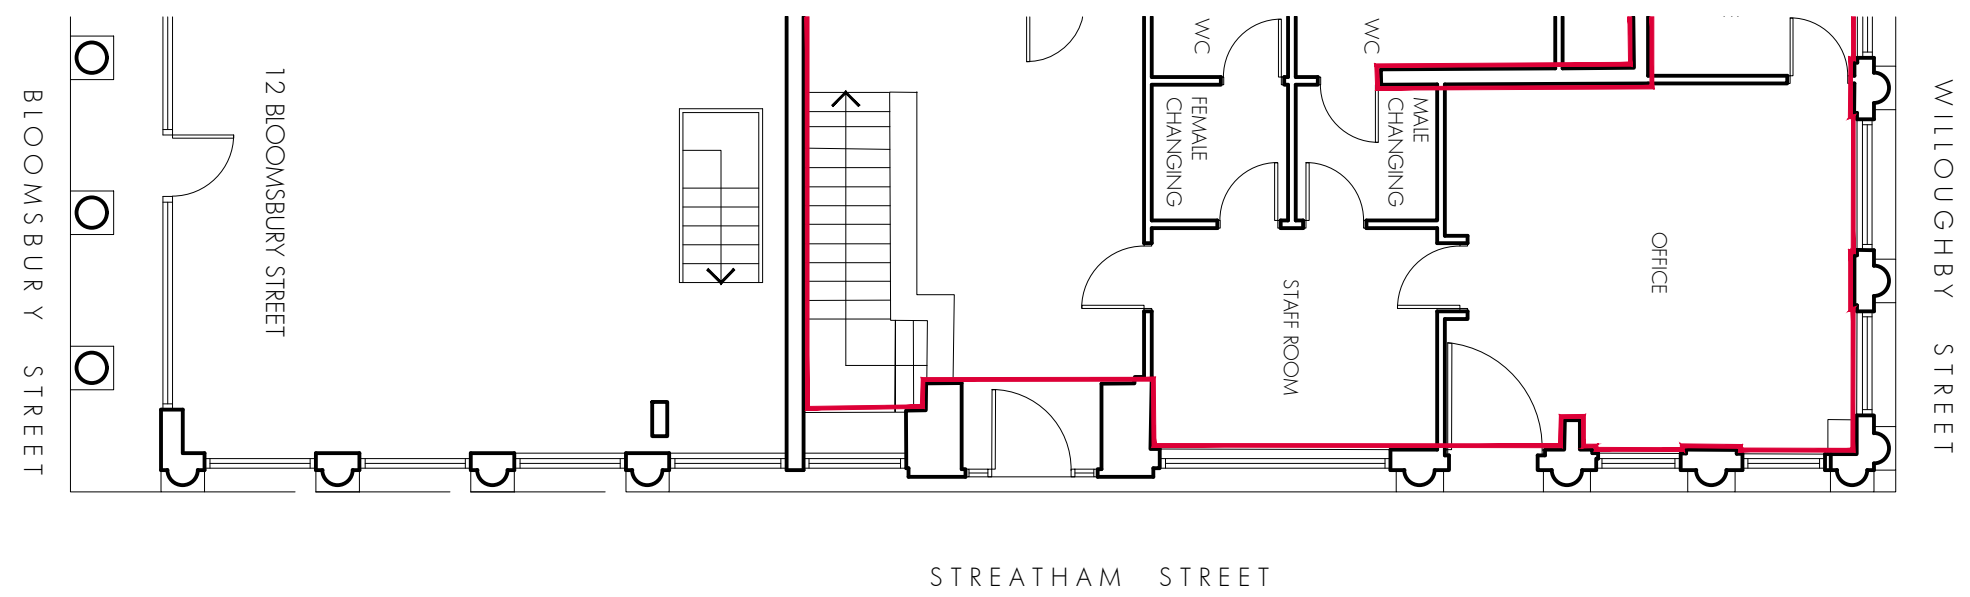 BLOOMSBURY STREET
12 BLOOMSBURY STREET
WC
WC
FEMALE
CHANGING
MALE
CHANGING
STAFF ROOM
OFFICE
WILLOUGHBY STREET
STREATHAM STREET